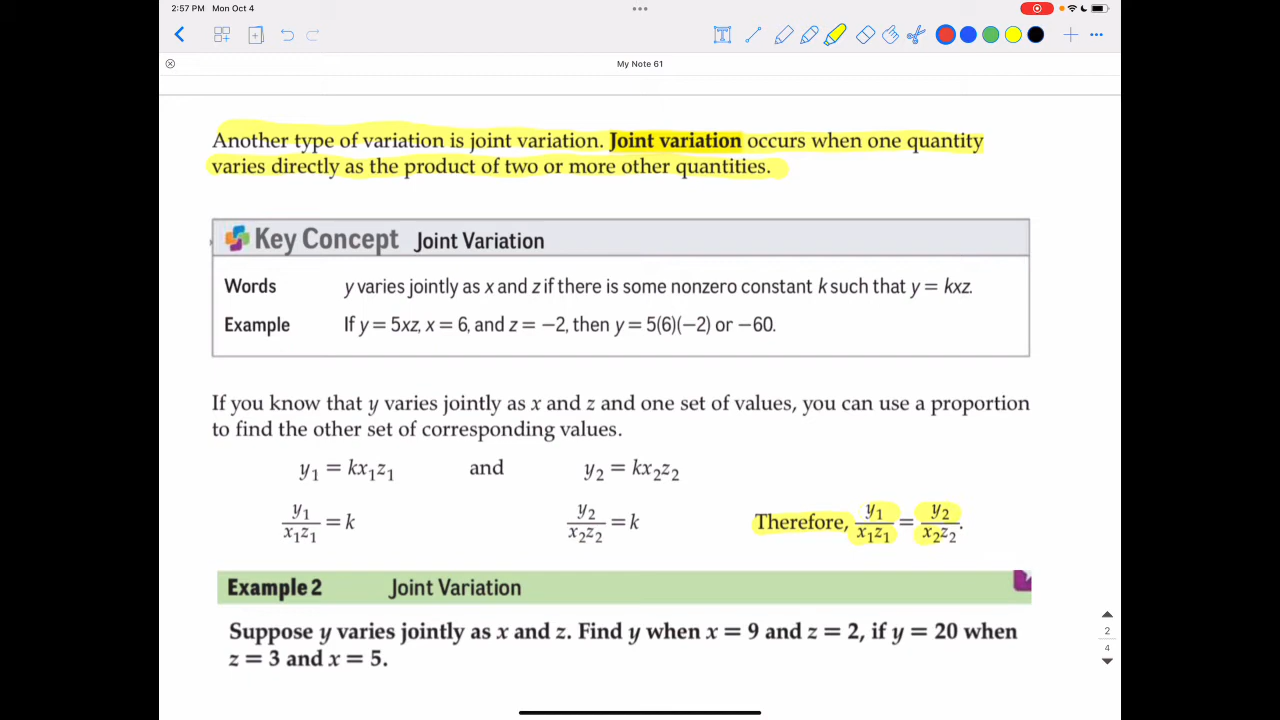 2:57 PM Mon Oct 4
My Note 61
Another type of variation is joint variation. Joint variation occurs when one quantity
varies directly as the product of two or more other quantities.
Key Concept Joint Variation
Words y varies jointly as x and z if there is some nonzero constant k such that y = kxz.
Example If y = 5xz, x = 6, and z = −2, then y = 5(6)(−2) or −60.
If you know that y varies jointly as x and z and one set of values, you can use a proportion
to find the other set of corresponding values.
y₁ = kx₁z₁ and y₂ = kx₂z₂
y₁/x₁z₁ = k y₂/x₂z₂ = k Therefore, y₁/x₁z₁ = y₂/x₂z₂.
Example 2 Joint Variation
Suppose y varies jointly as x and z. Find y when x = 9 and z = 2, if y = 20 when
z = 3 and x = 5.
2
4